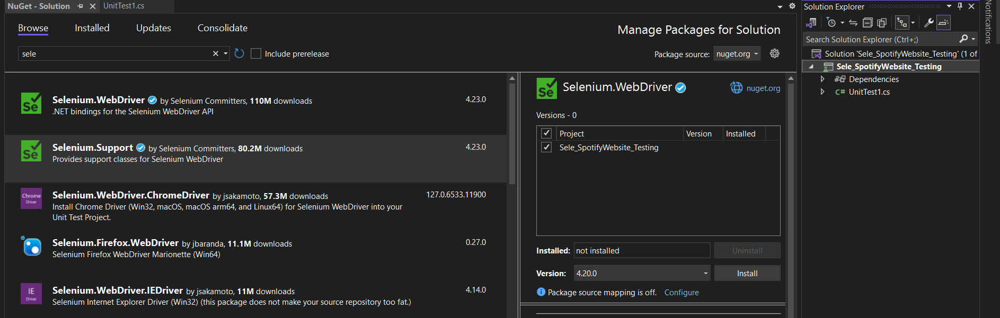 NuGet - Solution
UnitTest1.cs
Browse
Installed
Updates
Consolidate
Manage Packages for Solution
sele
Include prerelease
Package source: nuget.org
Selenium.WebDriver by Selenium Committers, 110M downloads
4.23.0
.NET bindings for the Selenium WebDriver API
Selenium.Support by Selenium Committers, 80.2M downloads
4.23.0
Provides support classes for Selenium WebDriver
Chrome
Driver
Selenium.WebDriver.ChromeDriver by jsakamoto, 57.3M downloads
127.0.6533.11900
Install Chrome Driver (Win32, macOS, macOS arm64, and Linux64) for Selenium WebDriver into your
Unit Test Project.
Selenium.Firefox.WebDriver by jbaranda, 11.1M downloads
0.27.0
Selenium Firefox WebDriver Marionette (Win64)
IE
Driver
Selenium.WebDriver.IEDriver by jsakamoto, 11M downloads
4.14.0
Selenium Internet Explorer Driver (Win32) (this package does not make your source repository too fat.)
Se
Se
Se
Selenium.WebDriver
nuget.org
Versions - 0
Project
Version
Installed
Sele_SpotifyWebsite_Testing
Installed: not installed
Uninstall
Version: 4.20.0
Install
Package source mapping is off. Configure
Solution Explorer
Search Solution Explorer (Ctrl+;)
Solution 'Sele_SpotifyWebsite_Testing' (1 of
Sele_SpotifyWebsite_Testing
Dependencies
C# UnitTest1.cs
Notifications